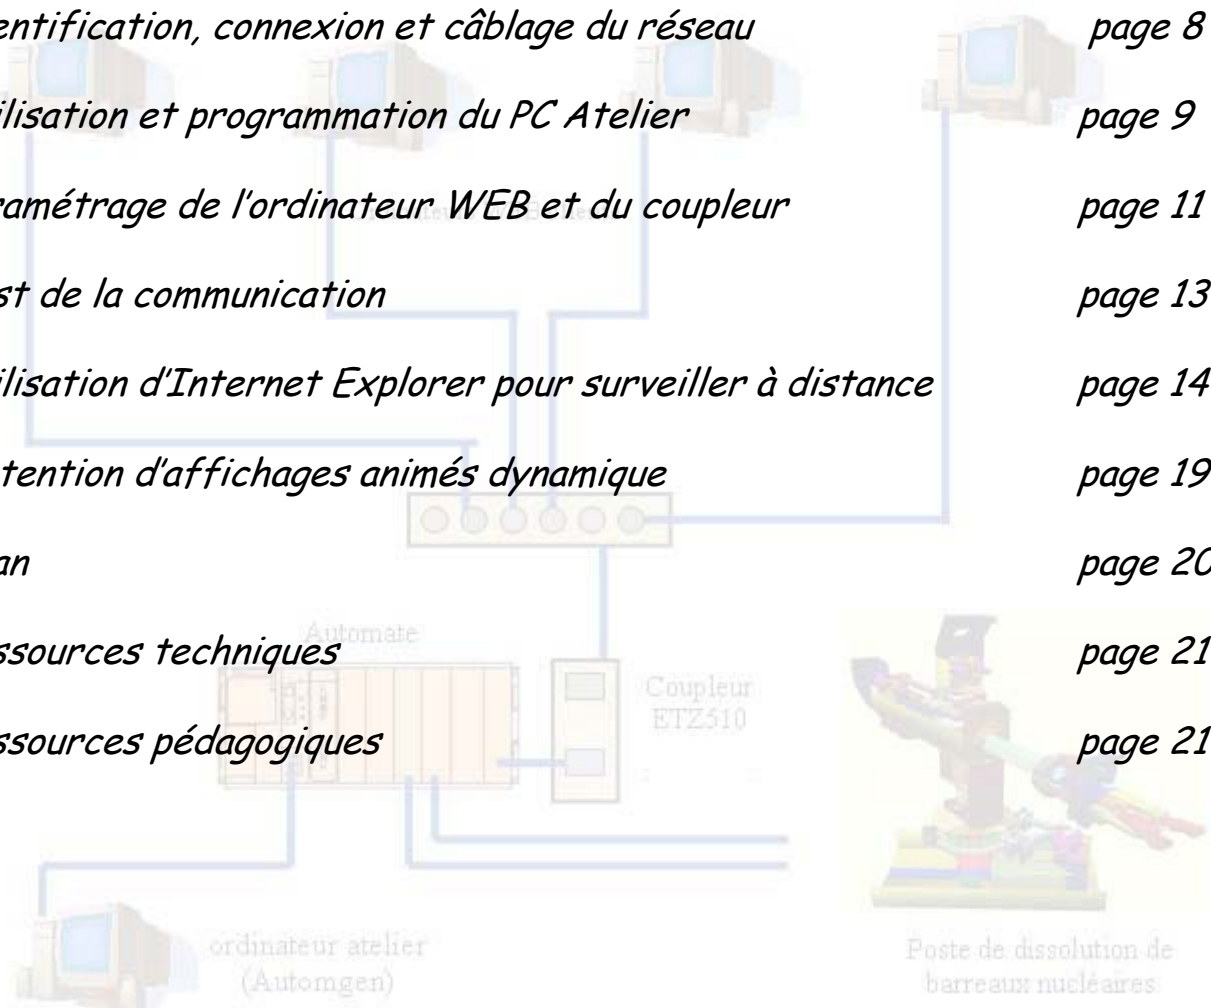 entification, connexion et câblage du réseau page 8
ilisation et programmation du PC Atelier page 9
ramétrage de l'ordinateur WEB et du coupleur page 11
st de la communication page 13
ilisation d'Internet Explorer pour surveiller à distance page 14
tention d'affichages animés dynamique page 19
an page 20
Automate
ssources techniques page 21
Coupleur
ETZ510
ssources pédagogiques page 21
ordinateur atelier
(Automgen)
Poste de dissolution de
barreaux nucléaires